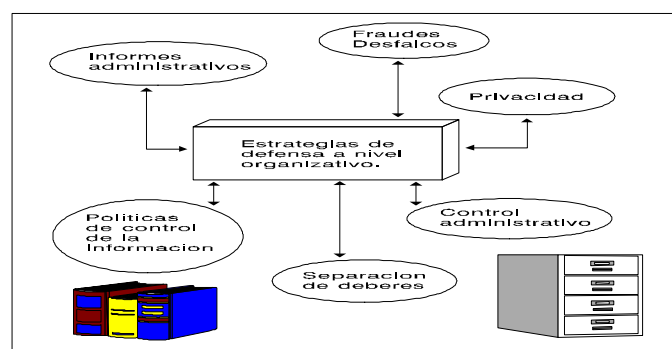 Fraudes
Desfalcos
Informes
administrativos
Privacidad
Estrategias de
defensa a nivel
organizativo.
Politicas
de control
de la
informacion
Control
administrativo
Separacion
de deberes